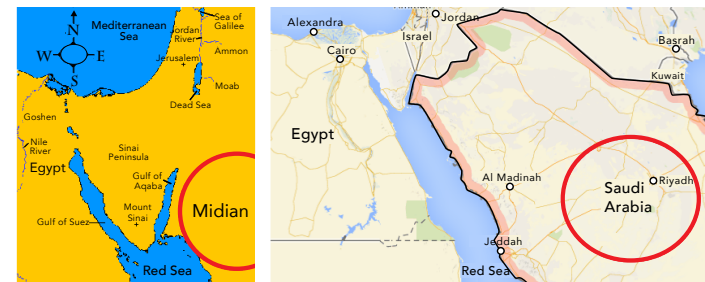 Mediterranean
Sea
Sea of
Galilee
N
W
E
S
Jordan
River
Ammon
Jerusalem
Moab
Dead Sea
Goshen
Nile
River
Sinai
Peninsula
Egypt
Gulf of
Aqaba
Mount
Sinai
Midian
Gulf of Suez
Red Sea
Alexandra
Jordan
Israel
Cairo
Basrah
Kuwait
Egypt
Al Madinah
Saudi
Arabia
Riyadh
Jeddah
Red Sea